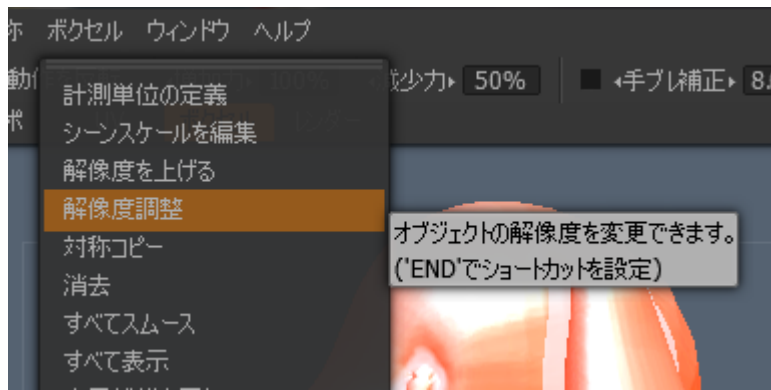 ボクセル ウィンドウ ヘルプ
減少力 50% 手ブレ補正 8.
計測単位の定義
シーンスケールを編集
解像度を上げる
解像度調整
オブジェクトの解像度を変更できます。
('END'でショートカットを設定)
対称コピー
消去
すべてスムース
すべて表示